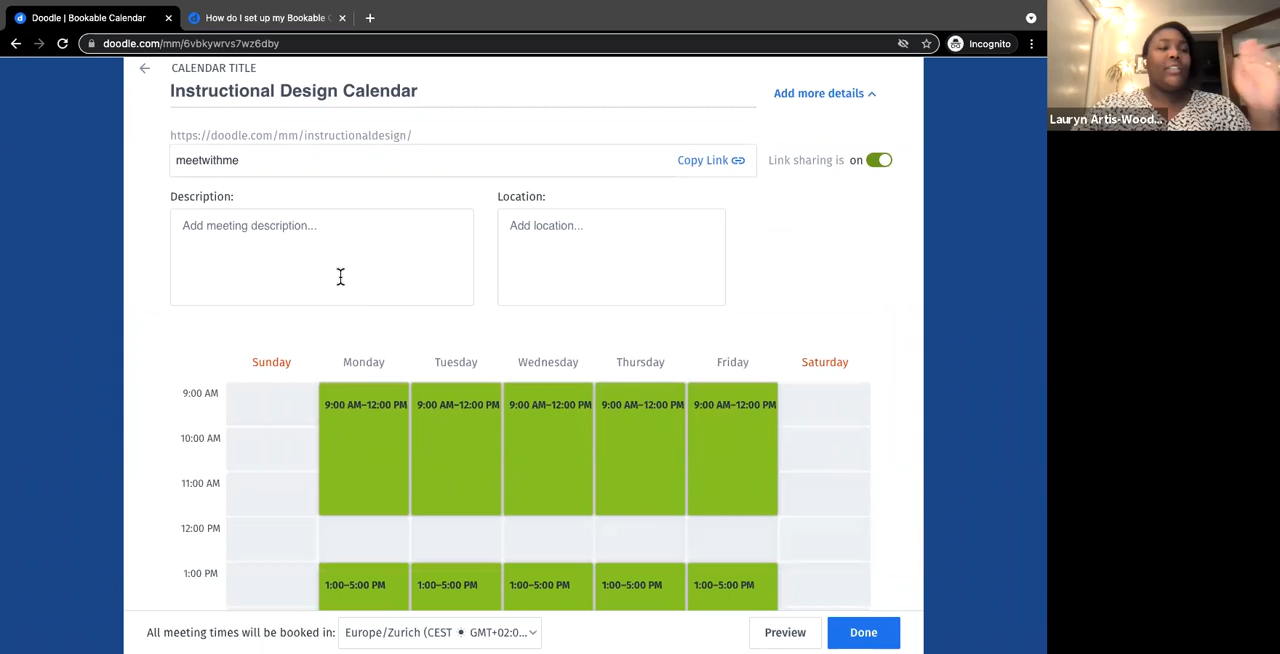 Doodle | Bookable Calendar
How do I set up my Bookable C
doodle.com/mm/6vbkywrvs7wz6dby
Incognito
CALENDAR TITLE
Instructional Design Calendar
Add more details
https://doodle.com/mm/instructionaldesign/
meetwithme
Copy Link
Link sharing is on
Description:
Location:
Add meeting description...
Add location...
Sunday Monday Tuesday Wednesday Thursday Friday Saturday
9:00 AM
9:00 AM–12:00 PM 9:00 AM–12:00 PM 9:00 AM–12:00 PM 9:00 AM–12:00 PM 9:00 AM–12:00 PM
10:00 AM
11:00 AM
12:00 PM
1:00 PM
1:00–5:00 PM 1:00–5:00 PM 1:00–5:00 PM 1:00–5:00 PM 1:00–5:00 PM
All meeting times will be booked in:
Europe/Zurich (CEST • GMT+02:0...
Preview
Done
Lauryn Artis-Wood...